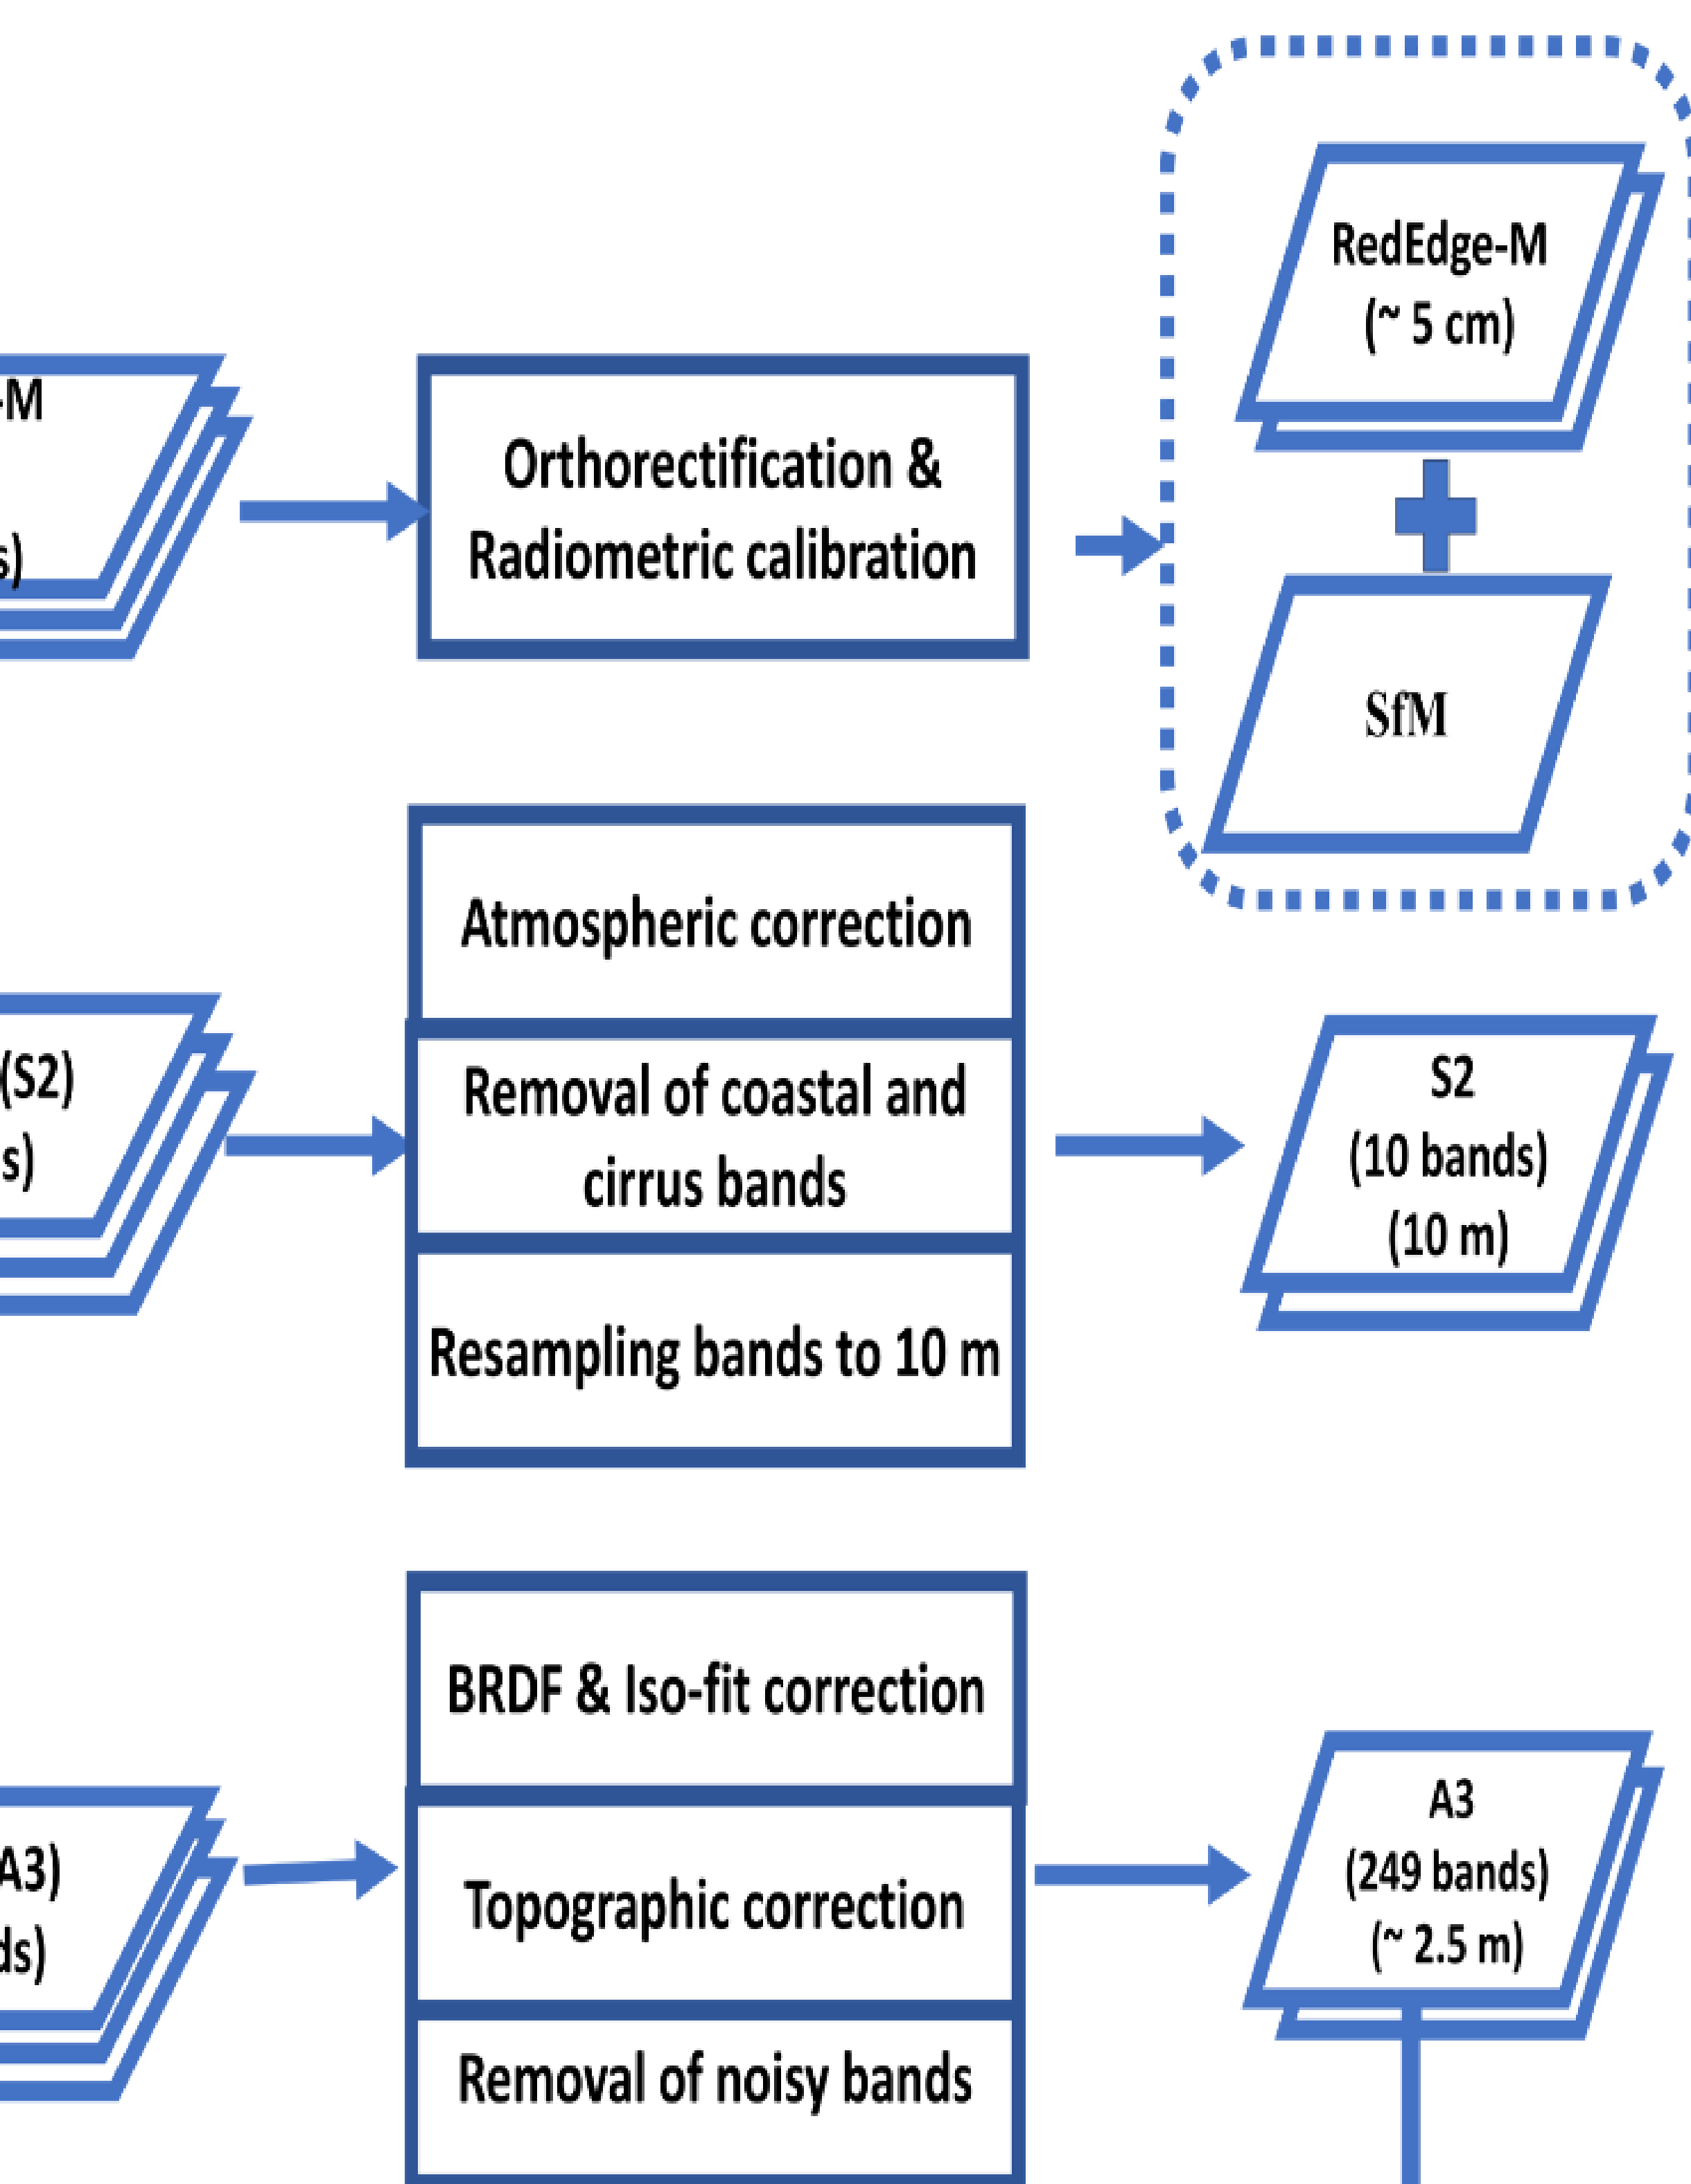 RedEdge-M
(~ 5 cm)
-M
s)
Orthorectification &
Radiometric calibration
SfM
Atmospheric correction
(S2)
s)
Removal of coastal and
cirrus bands
Resampling bands to 10 m
S2
(10 bands)
(10 m)
BRDF & Iso-fit correction
A3)
ds)
Topographic correction
Removal of noisy bands
A3
(249 bands)
(~ 2.5 m)